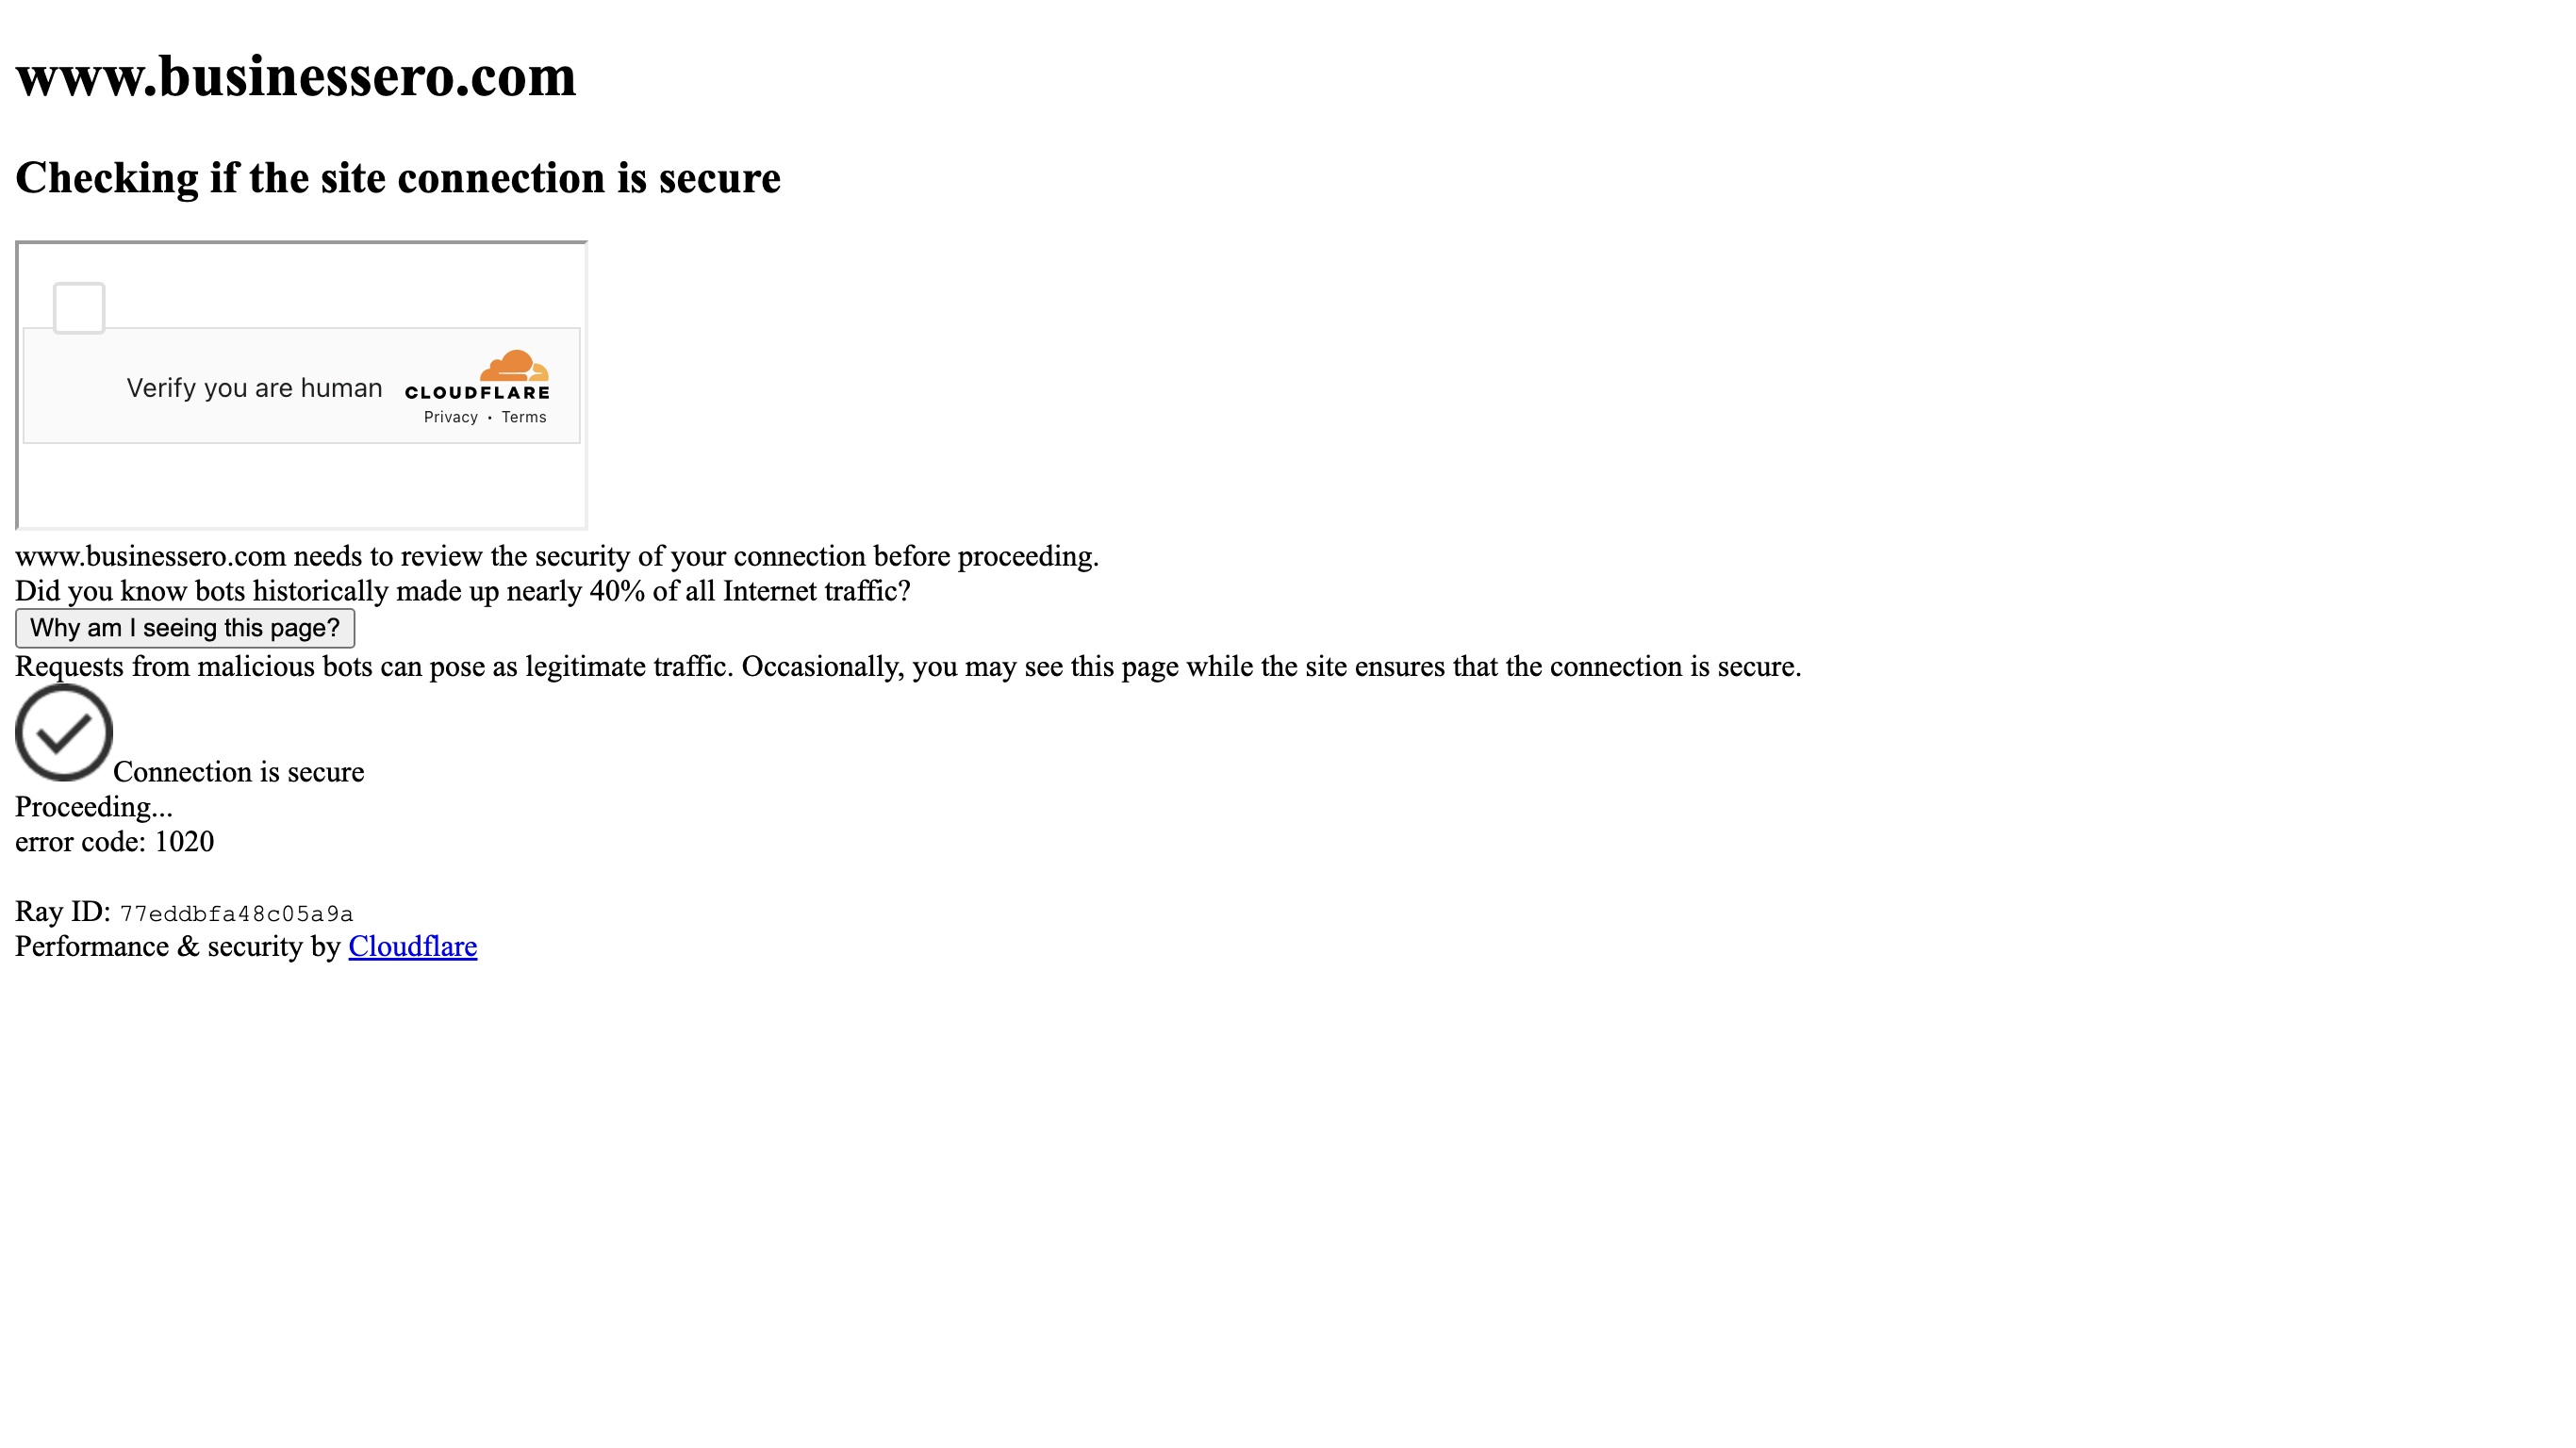 www.businessero.com
Checking if the site connection is secure
Verify you are human
CLOUDFLARE
Privacy • Terms
www.businessero.com needs to review the security of your connection before proceeding.
Did you know bots historically made up nearly 40% of all Internet traffic?
Why am I seeing this page?
Requests from malicious bots can pose as legitimate traffic. Occasionally, you may see this page while the site ensures that the connection is secure.
Connection is secure
Proceeding...
error code: 1020
Ray ID: 77eddbfa48c05a9a
Performance & security by Cloudflare